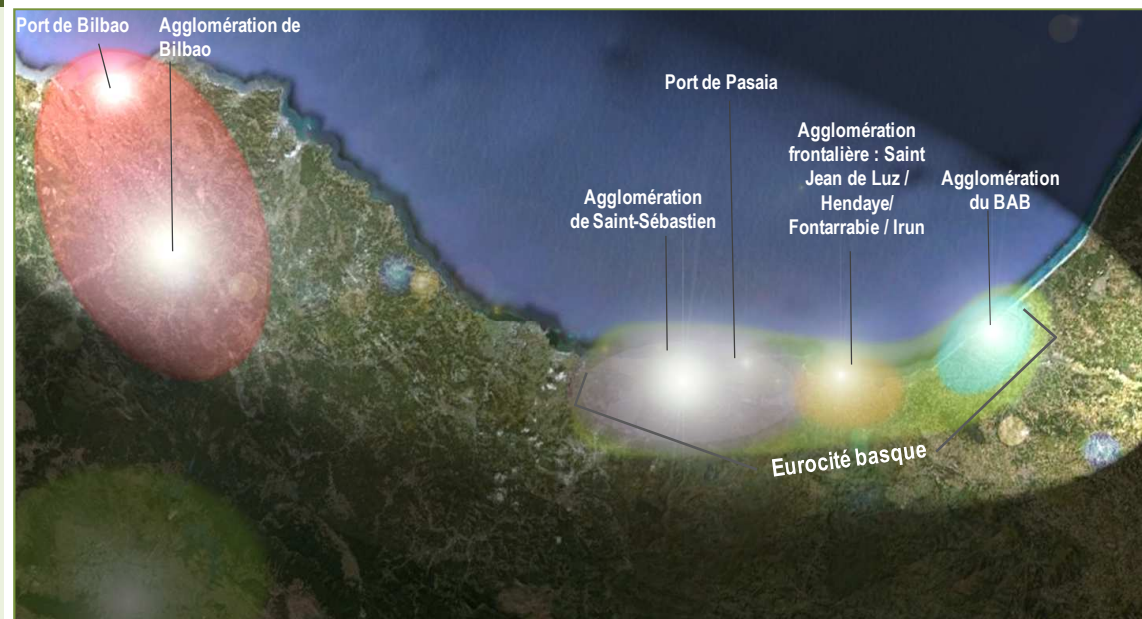 Port de Bilbao
Agglomération de
Bilbao
Port de Pasaia
Agglomération
frontalière : Saint
Jean de Luz /
Hendaye/
Fontarrabie / Irun
Agglomération
du BAB
Agglomération
de Saint-Sébastien
Eurocité basque